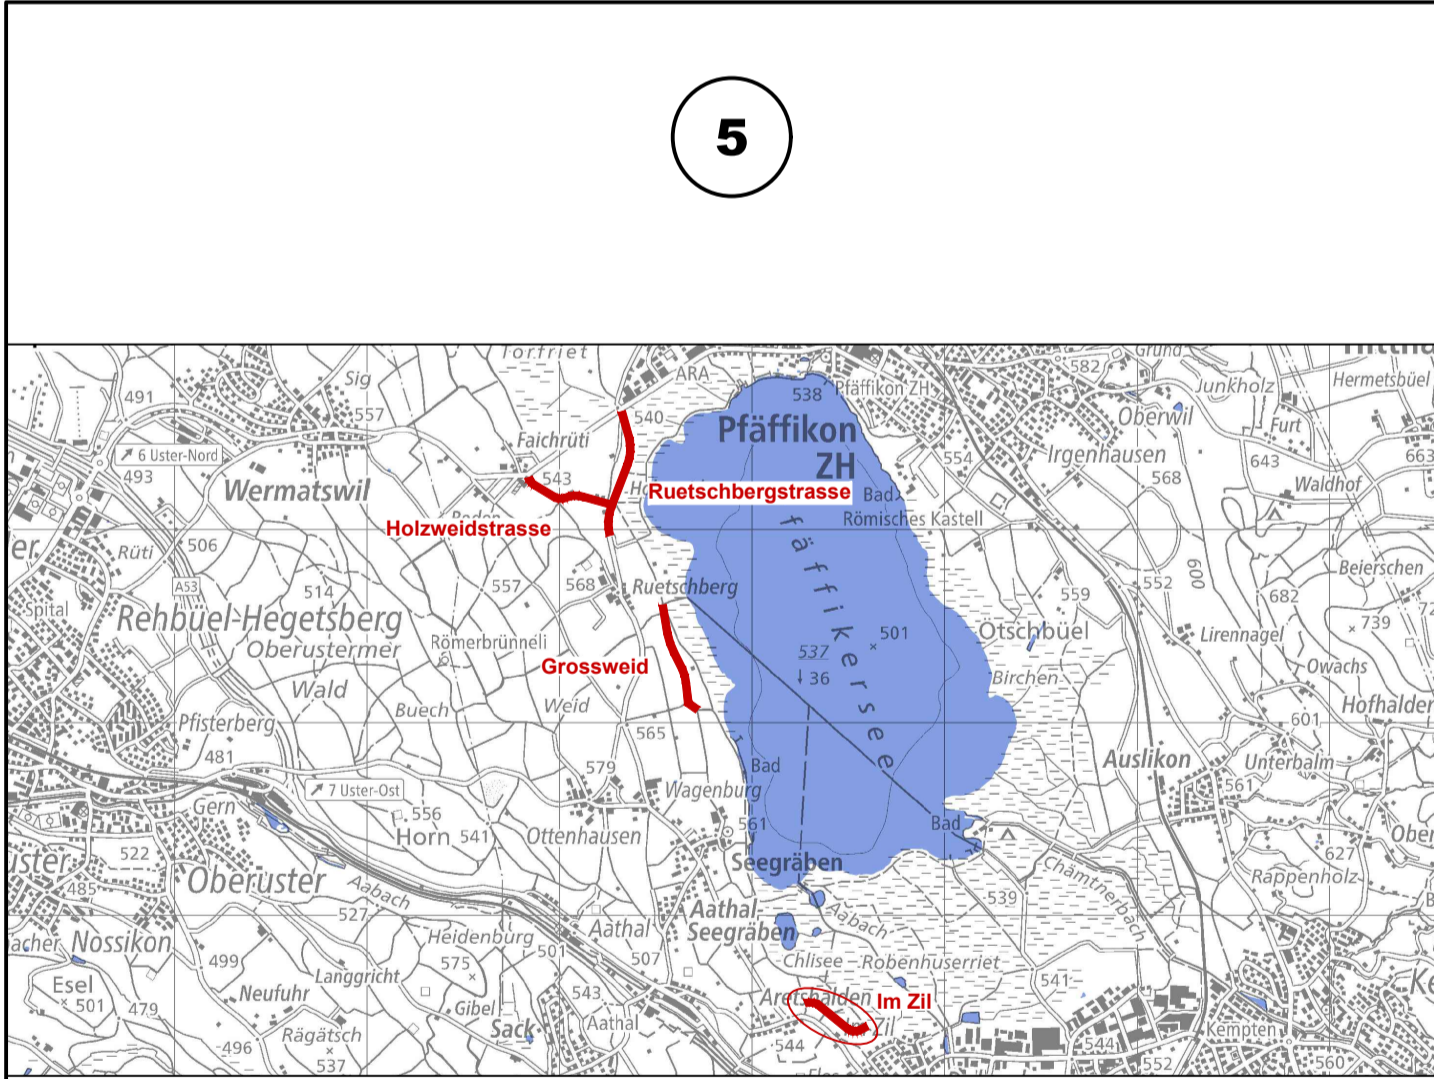 5
Torfriet
ARA
Grund
Hermetsbüel
Sig
491
557
540
538
Pfäffikon ZH
582
Junkholz
Oberwil
Furt
Faichrüti
Pfäffikon
ZH
6 Uster-Nord
493
Wermatswil
543
554
Irgenhausen
568
643
663
Waldhof
Ruetschbergstrasse
Bad
Römisches Kastell
Holzweidstrasse
Rüti
506
A53
514
557
568
Ruetschberg
559
552
600
682
Beierschen
739
Spital
Rehbüel-Hegetsberg
Oberustermer
Wald
Römerbrünneli
Grossweid
Pfäffikersee
501
537
36
Otschbüel
Birchen
Lirennagel
Owachs
Hofhalden
601
Pfisterberg
Buech
Weid
565
481
579
Bad
Auslikon
Unterbalm
561
Gern
7 Uster-Ost
556
Horn
541
Ottenhausen
Wagenburg
561
Bad
522
485
Oberuster
Aabach
Seegräben
Chämtnerbach
627
Rappenholz
527
Aathal-
Seegräben
Aabach
539
Nossikon
Heidenburg
575
501
Aathal
507
Chlisee
Robenhuserriet
541
499
Langgricht
Esel
501
479
Neufuhr
Gibel
543
Aretshalden
Im Zil
Rägätsch
496
537
Sack
Aathal
544
544
552
Kempten
560